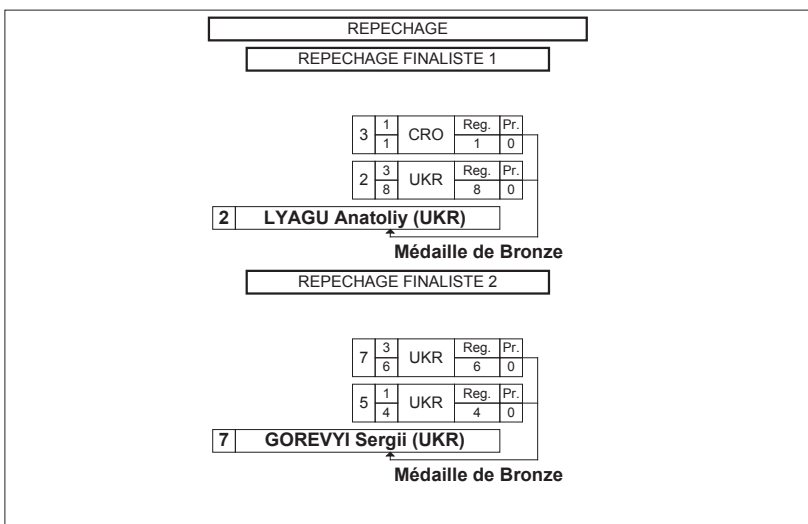 REPECHAGE
REPECHAGE FINALISTE 1
3 1 CRO Reg. Pr.
1 1 0
2 3 UKR Reg. Pr.
8 8 0
2 LYAGU Anatoliy (UKR)
Médaille de Bronze
REPECHAGE FINALISTE 2
7 3 UKR Reg. Pr.
6 6 0
5 1 UKR Reg. Pr.
4 4 0
7 GOREVYI Sergii (UKR)
Médaille de Bronze